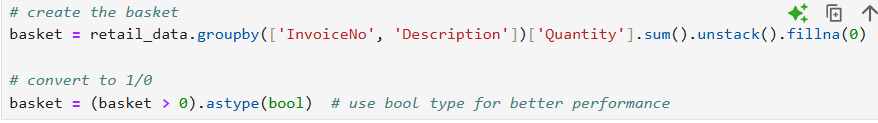 # create the basket
basket = retail_data.groupby(['InvoiceNo', 'Description'])['Quantity'].sum().unstack().fillna(0)
# convert to 1/0
basket = (basket > 0).astype(bool)  # use bool type for better performance